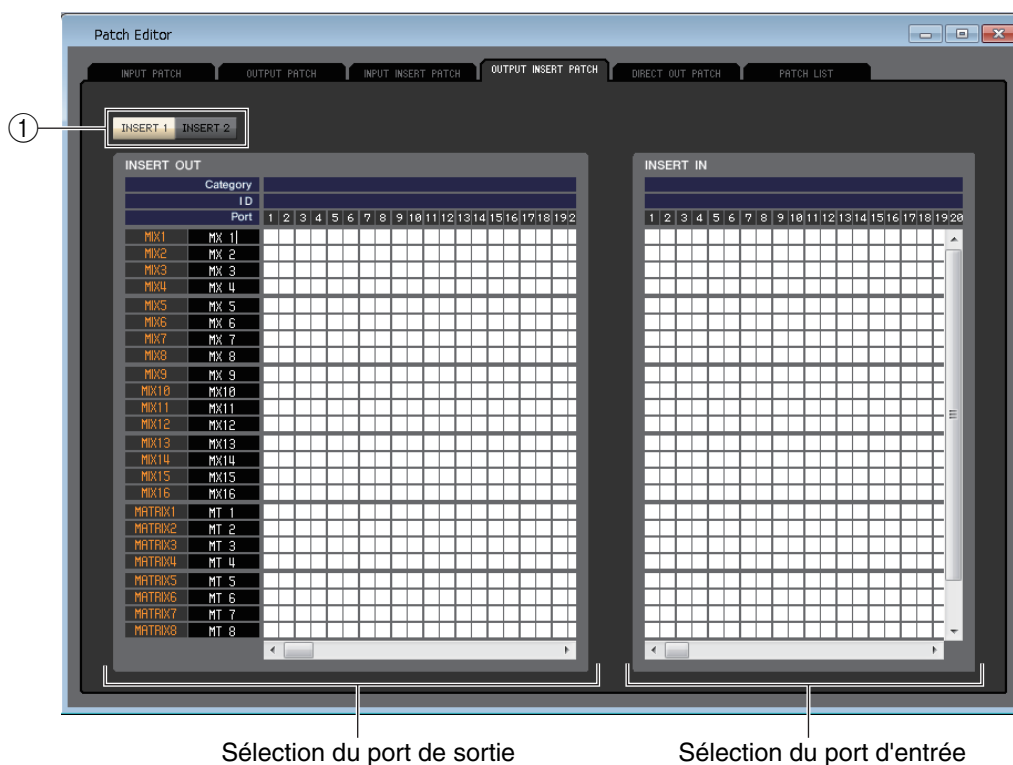 Patch Editor
INPUT PATCH OUTPUT PATCH INPUT INSERT PATCH OUTPUT INSERT PATCH DIRECT OUT PATCH PATCH LIST
1
INSERT 1 INSERT 2
INSERT OUT INSERT IN
Category
ID
Port 1 2 3 4 5 6 7 8 9 10 11 12 13 14 15 16 17 18 19 2 1 2 3 4 5 6 7 8 9 10 11 12 13 14 15 16 17 18 19 20
MIX1 MX 1
MIX2 MX 2
MIX3 MX 3
MIX4 MX 4
MIX5 MX 5
MIX6 MX 6
MIX7 MX 7
MIX8 MX 8
MIX9 MX 9
MIX10 MX10
MIX11 MX11
MIX12 MX12
MIX13 MX13
MIX14 MX14
MIX15 MX15
MIX16 MX16
MATRIX1 MT 1
MATRIX2 MT 2
MATRIX3 MT 3
MATRIX4 MT 4
MATRIX5 MT 5
MATRIX6 MT 6
MATRIX7 MT 7
MATRIX8 MT 8
Sélection du port de sortie Sélection du port d'entrée